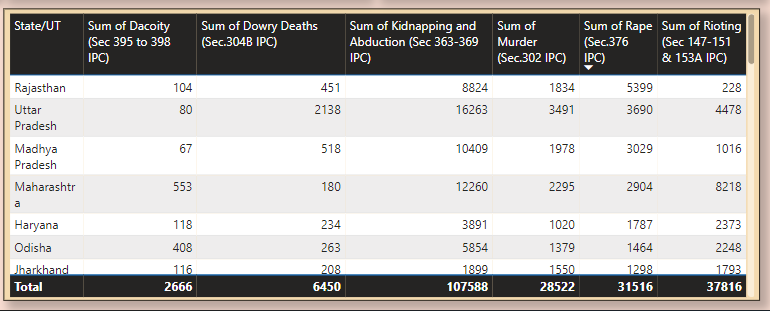 State/UT Sum of Dacoity (Sec 395 to 398 IPC) Sum of Dowry Deaths (Sec.304B IPC) Sum of Kidnapping and Abduction (Sec 363-369 IPC) Sum of Murder (Sec.302 IPC) Sum of Rape (Sec.376 IPC) Sum of Rioting (Sec 147-151 & 153A IPC)
Rajasthan 104 451 8824 1834 5399 228
Uttar Pradesh 80 2138 16263 3491 3690 4478
Madhya Pradesh 67 518 10409 1978 3029 1016
Maharashtra 553 180 12260 2295 2904 8218
Haryana 118 234 3891 1020 1787 2373
Odisha 408 263 5854 1379 1464 2248
Jharkhand 116 208 1899 1550 1298 1793
Total 2666 6450 107588 28522 31516 37816